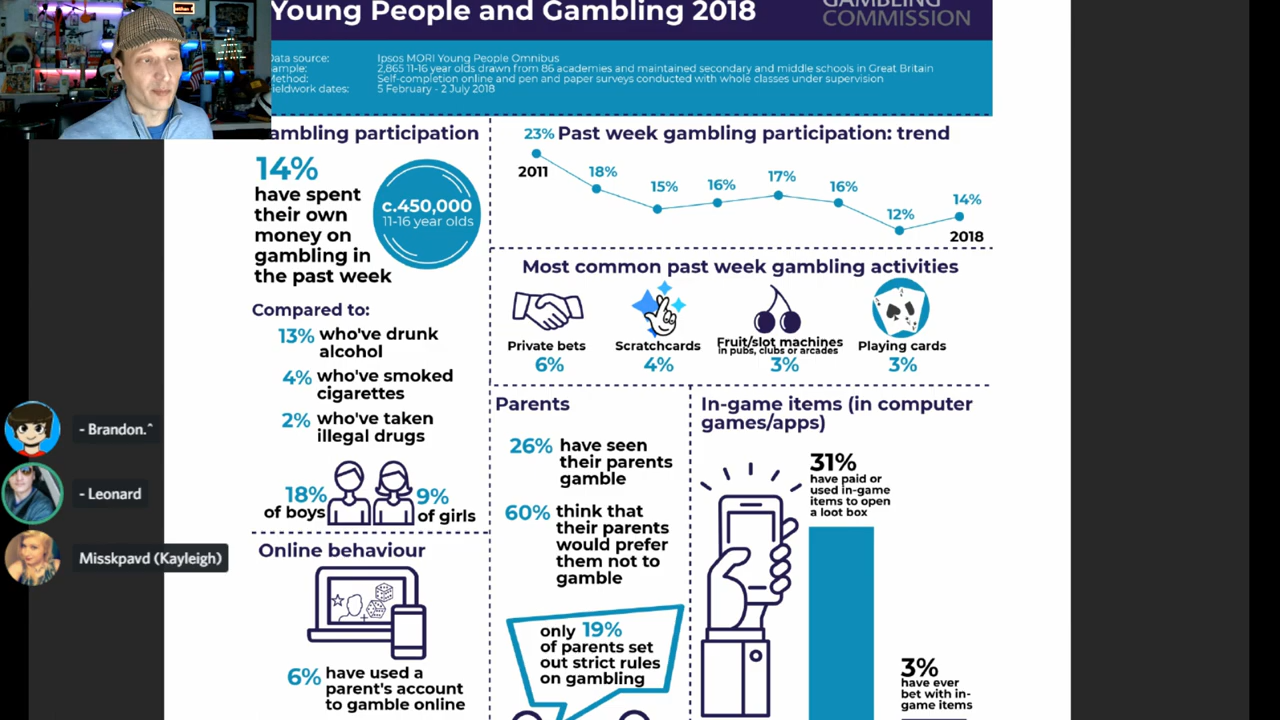 Young People and Gambling 2018
GAMBLING
COMMISSION
Data source:
Ipsos MORI Young People Omnibus
Sample:
2,865 11-16 year olds drawn from 86 academies and maintained secondary and middle schools in Great Britain
Method:
Self-completion online and pen and paper surveys conducted with whole classes under supervision
Fieldwork dates:
5 February - 2 July 2018
ambling participation
14%
have spent
their own
money on
gambling in
the past week
c.450,000
11-16 year olds
Compared to:
13% who've drunk
alcohol
4% who've smoked
cigarettes
2% who've taken
illegal drugs
18%
of boys
9%
of girls
Online behaviour
6% have used a
parent's account
to gamble online
Past week gambling participation: trend
23%
2011
18%
15%
16%
17%
16%
12%
14%
2018
Most common past week gambling activities
Private bets
6%
Scratchcards
4%
Fruit/slot machines
in pubs, clubs or arcades
3%
Playing cards
3%
Parents
26% have seen
their parents
gamble
60% think that
their parents
would prefer
them not to
gamble
only 19%
of parents set
out strict rules
on gambling
In-game items (in computer
games/apps)
31%
have paid or
used in-game
items to open
a loot box
3%
have ever
bet with in-
game items
- Brandon.^
- Leonard
Misskpavd (Kayleigh)